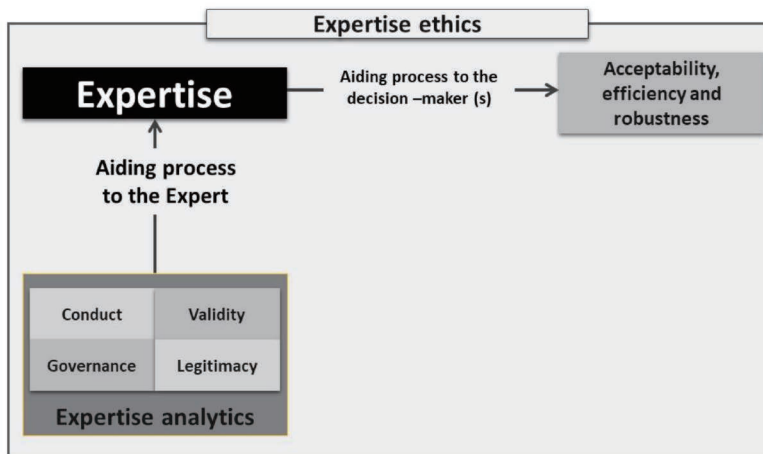 Expertise ethics
Expertise
Aiding process to the
decision –maker (s)
Acceptability,
efficiency and
robustness
Aiding process
to the Expert
Conduct
Validity
Governance
Legitimacy
Expertise analytics